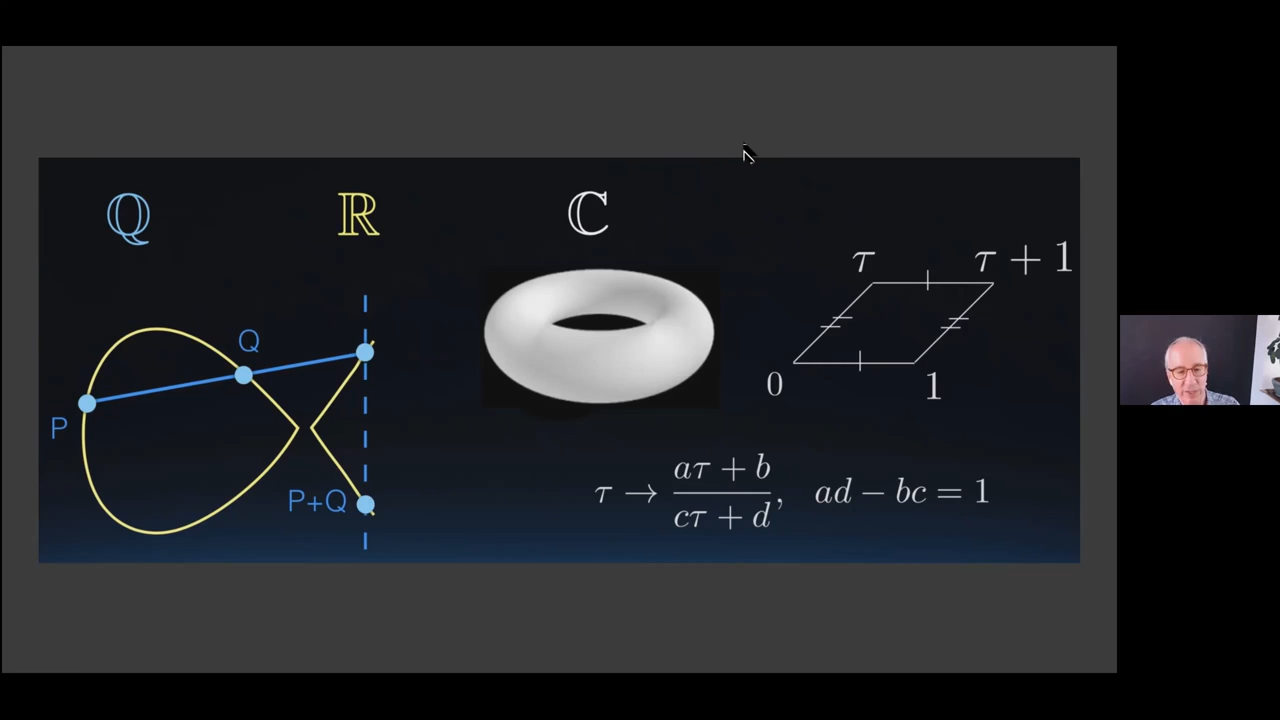 ℚ ℝ ℂ
τ τ + 1
Q
0 1
P
P+Q
τ → (aτ + b)/(cτ + d), ad − bc = 1